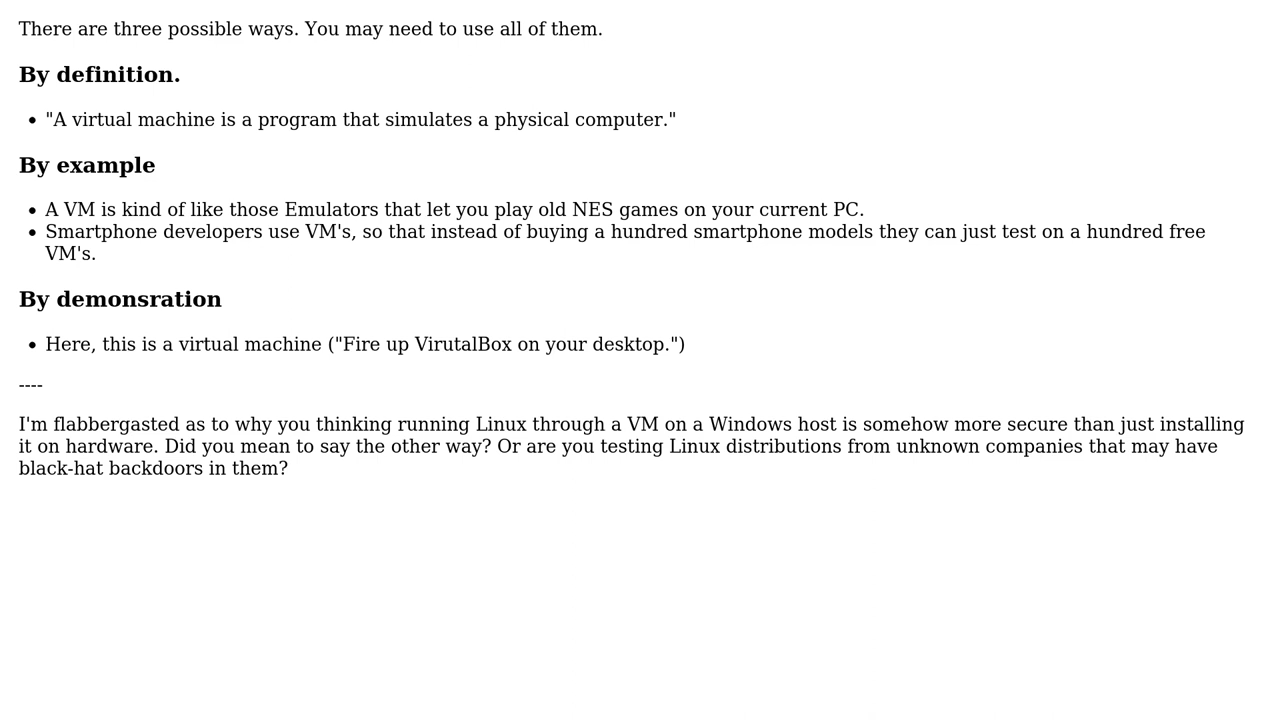 There are three possible ways. You may need to use all of them.
By definition.
• "A virtual machine is a program that simulates a physical computer."
By example
• A VM is kind of like those Emulators that let you play old NES games on your current PC.
• Smartphone developers use VM's, so that instead of buying a hundred smartphone models they can just test on a hundred free
VM's.
By demonsration
• Here, this is a virtual machine ("Fire up VirutalBox on your desktop.")
----
I'm flabbergasted as to why you thinking running Linux through a VM on a Windows host is somehow more secure than just installing
it on hardware. Did you mean to say the other way? Or are you testing Linux distributions from unknown companies that may have
black-hat backdoors in them?